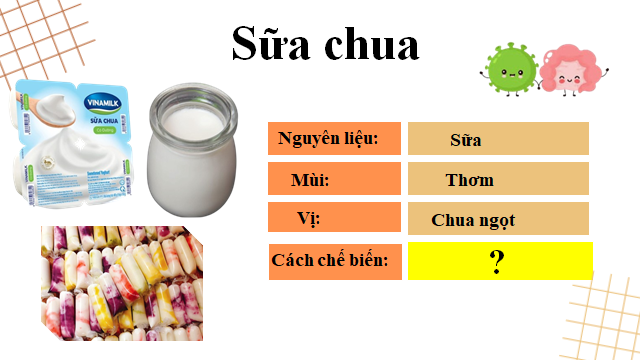 Sữa chua
VINAMILK
SỮA CHUA
Nguyên liệu:
Sữa
Mùi:
Thơm
Vị:
Chua ngọt
Cách chế biến:
?